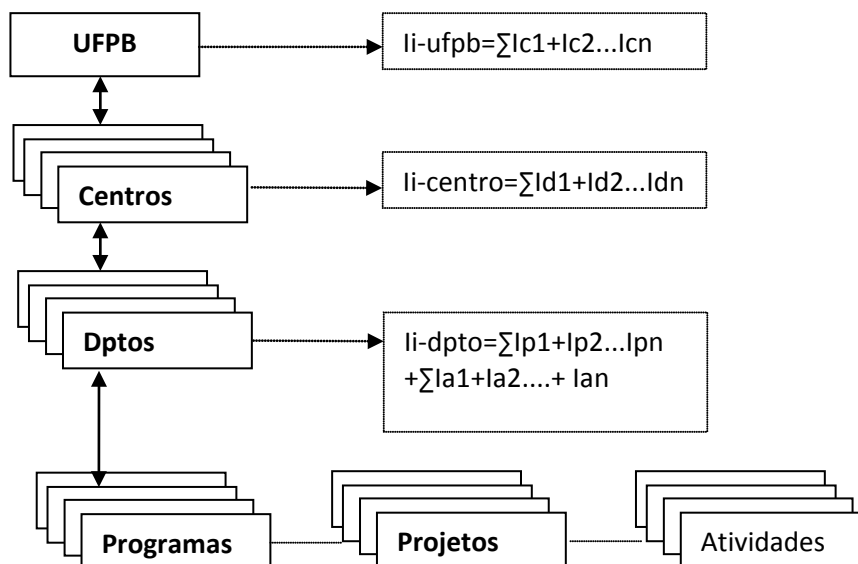 UFPB
Ii-ufpb=∑Ic1+Ic2...Icn
Centros
Ii-centro=∑Id1+Id2...Idn
Dptos
Ii-dpto=∑Ip1+Ip2...Ipn
+∑Ia1+Ia2....+ Ian
Programas
Projetos
Atividades